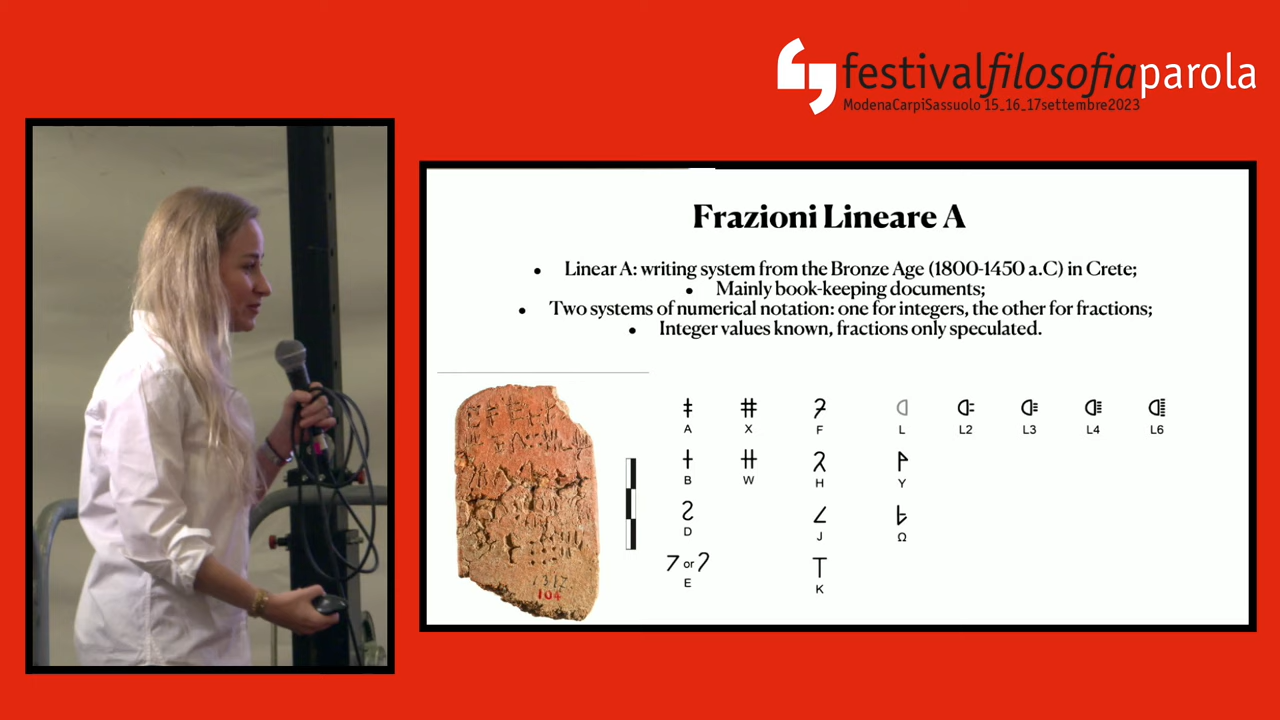 festivalfilosofiaparola
ModenaCarpiSassuolo 15_16_17settembre2023
Frazioni Lineare A
• Linear A: writing system from the Bronze Age (1800-1450 a.C) in Crete;
• Mainly book-keeping documents;
• Two systems of numerical notation: one for integers, the other for fractions;
• Integer values known, fractions only speculated.
A X F L L2 L3 L4 L6
B W H Y
D J Ω
or
E K
1317
104